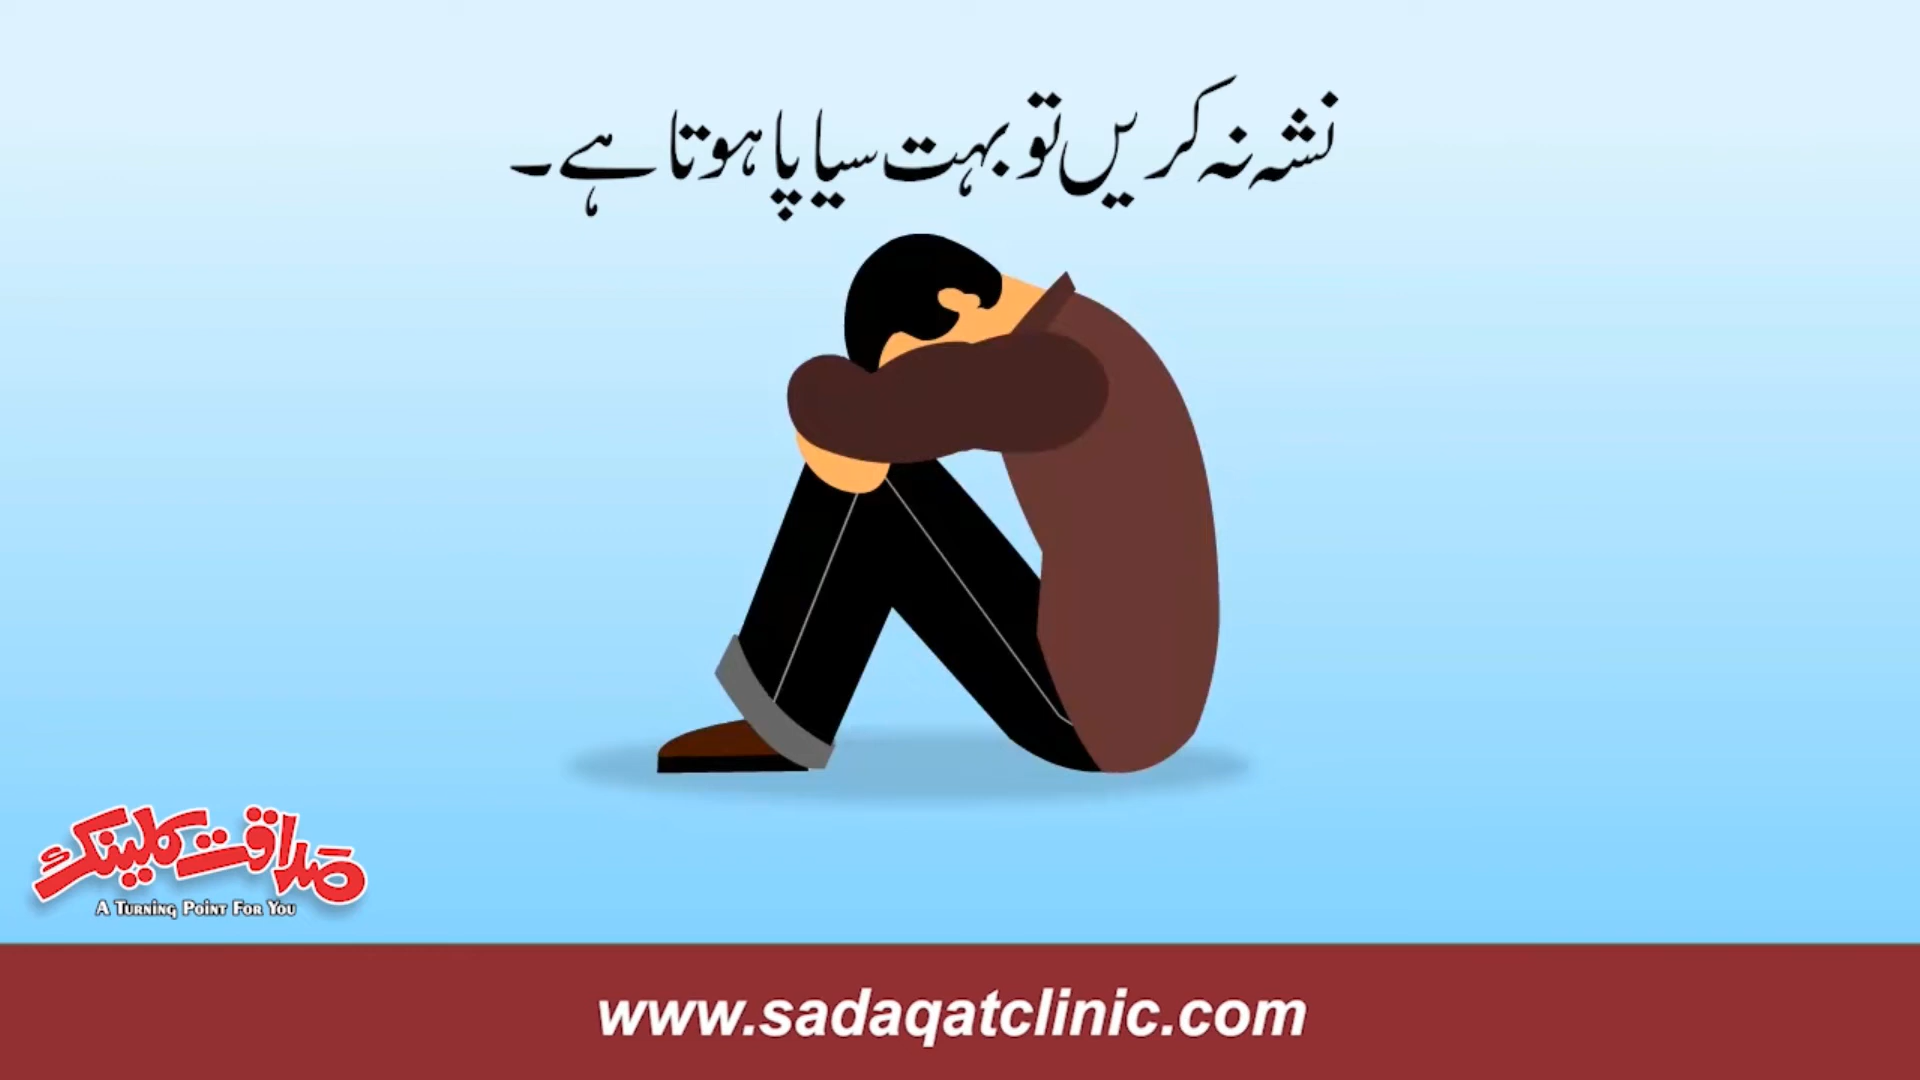 نشہ نہ کریں تو بہت سیاپا ہوتا ہے۔
صداقت کلینک
A Turning Point For You
www.sadaqatclinic.com